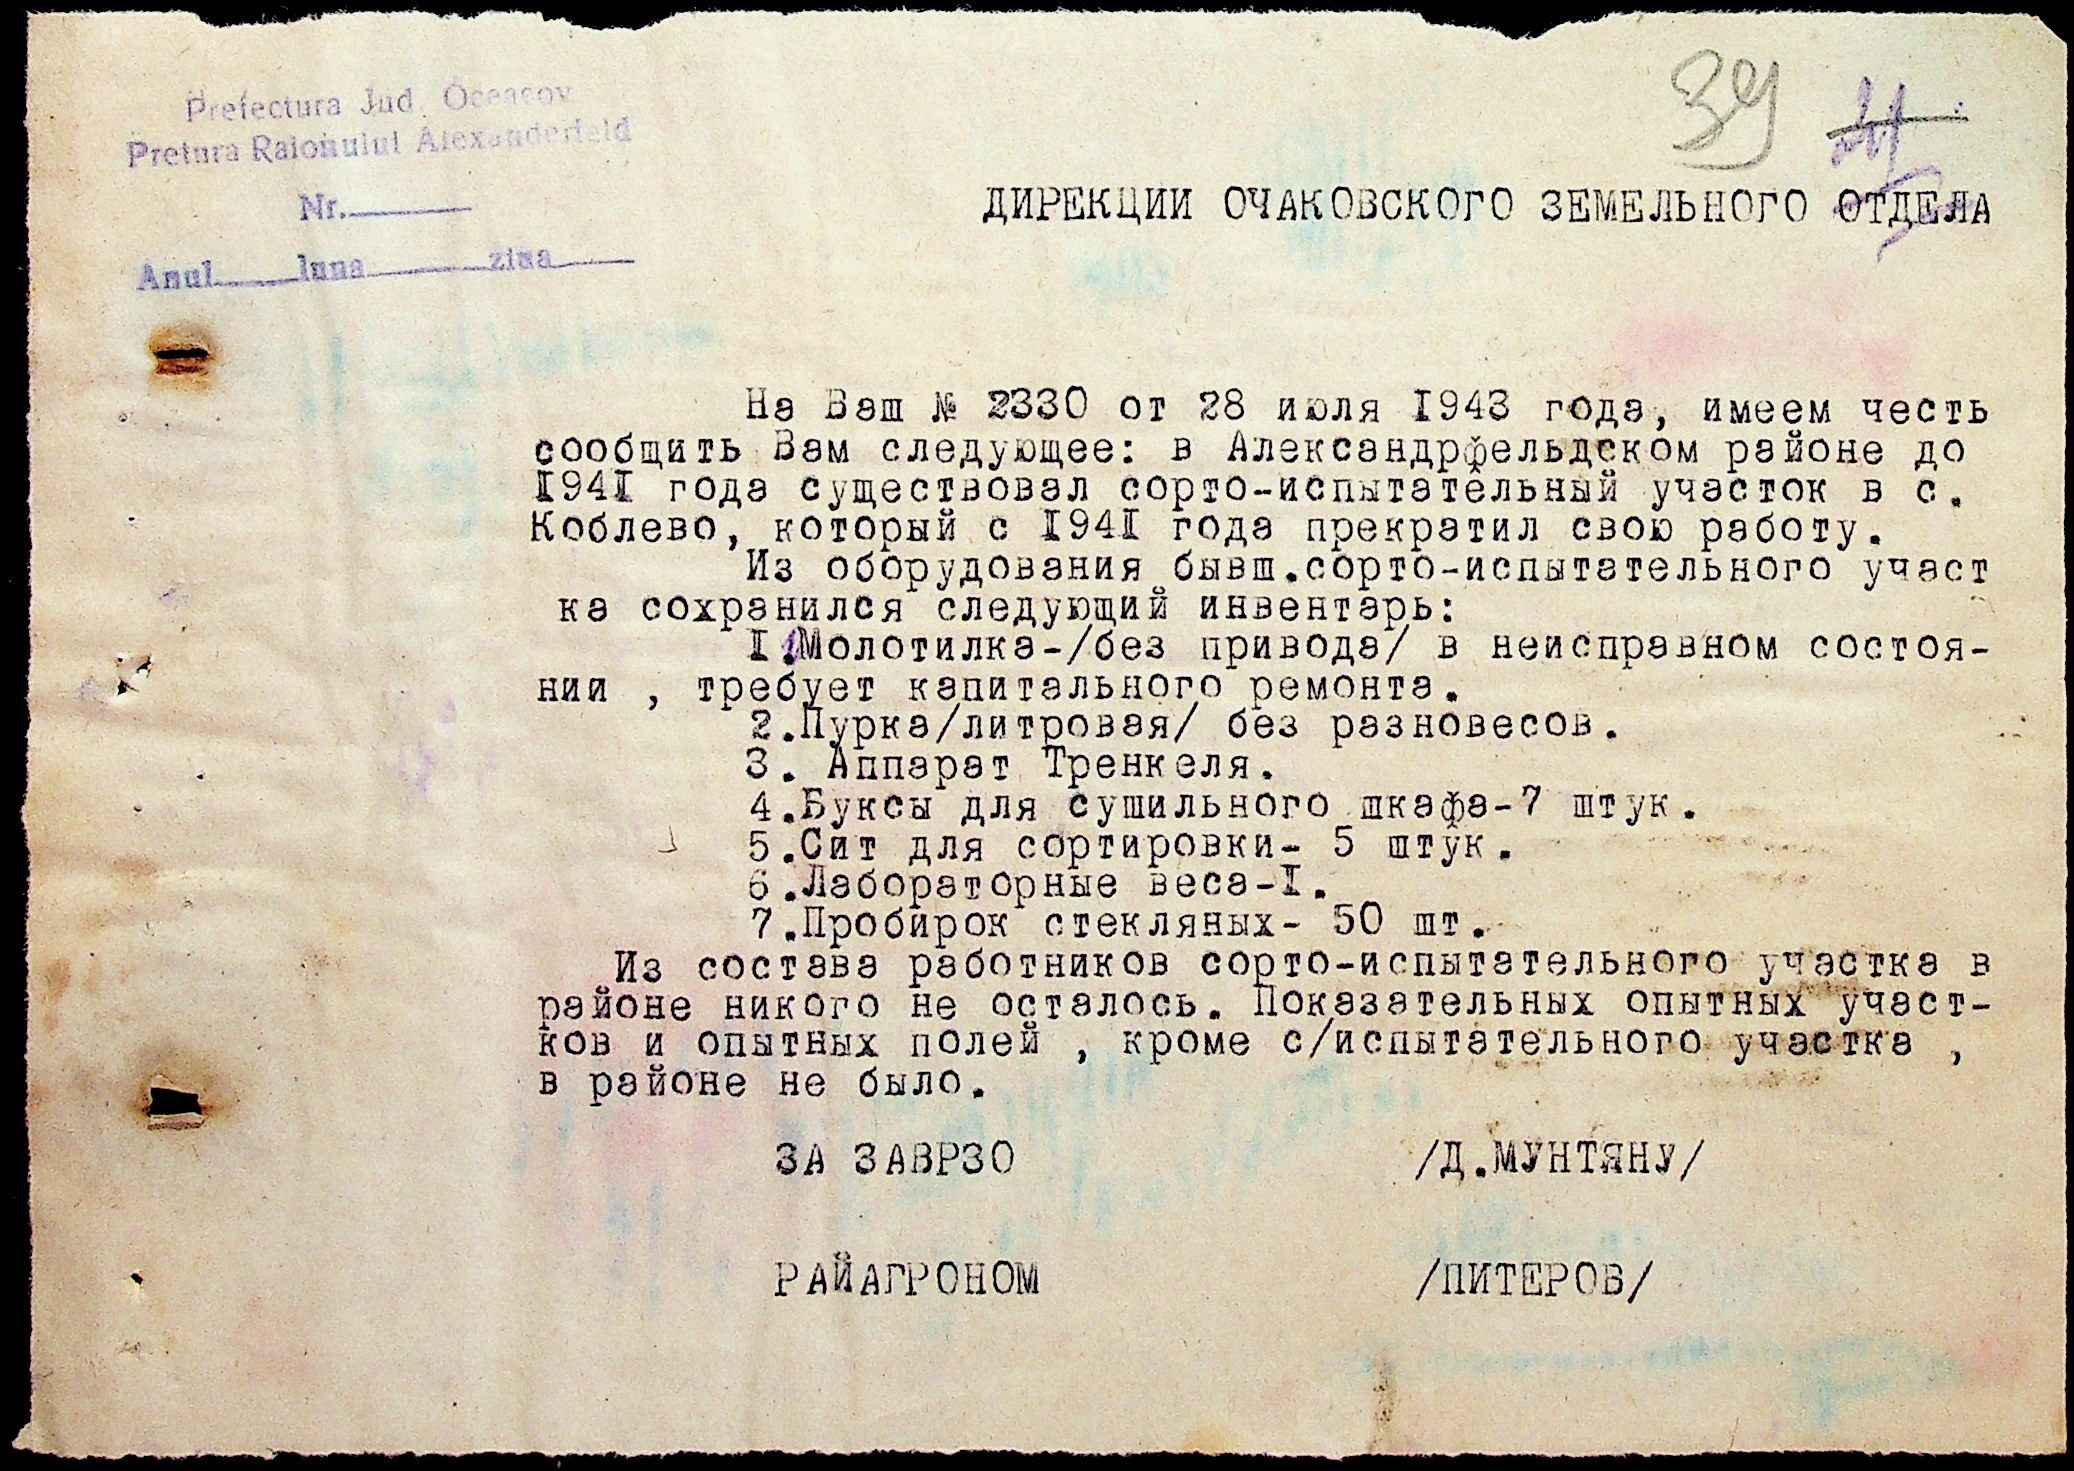 Prefectura Jud. Oceacov
Pretura Raionului Alexanderfeld
Nr.
Anul luna ziua
39
ДИРЕКЦИИ ОЧАКОВСКОГО ЗЕМЕЛЬНОГО ОТДЕЛА
На Ваш № 2330 от 28 июля 1943 года, имеем честь
сообщить Вам следующее: в Александрфельдском районе до
1941 года существовал сорто-испытательный участок в с.
Коблево, который с 1941 года прекратил свою работу.
Из оборудования бывш.сорто-испытательного участ
ка сохранился следующий инвентарь:
I.Молотилка-/без привода/ в неисправном состоя-
нии , требует капитального ремонта.
2.Пурка/литровая/ без разновесов.
3. Аппарат Тренкеля.
4.Буксы для сушильного шкафа-7 штук.
5.Сит для сортировки- 5 штук.
6.Лабораторные веса-I.
7.Пробирок стекляных- 50 шт.
Из состава работников сорто-испытательного участка в
районе никого не осталось. Показательных опытных участ-
ков и опытных полей , кроме с/испытательного участка ,
в районе не было.
ЗА ЗАВРЗО /Д.МУНТЯНУ/
РАЙАГРОНОМ /ПИТЕРОВ/